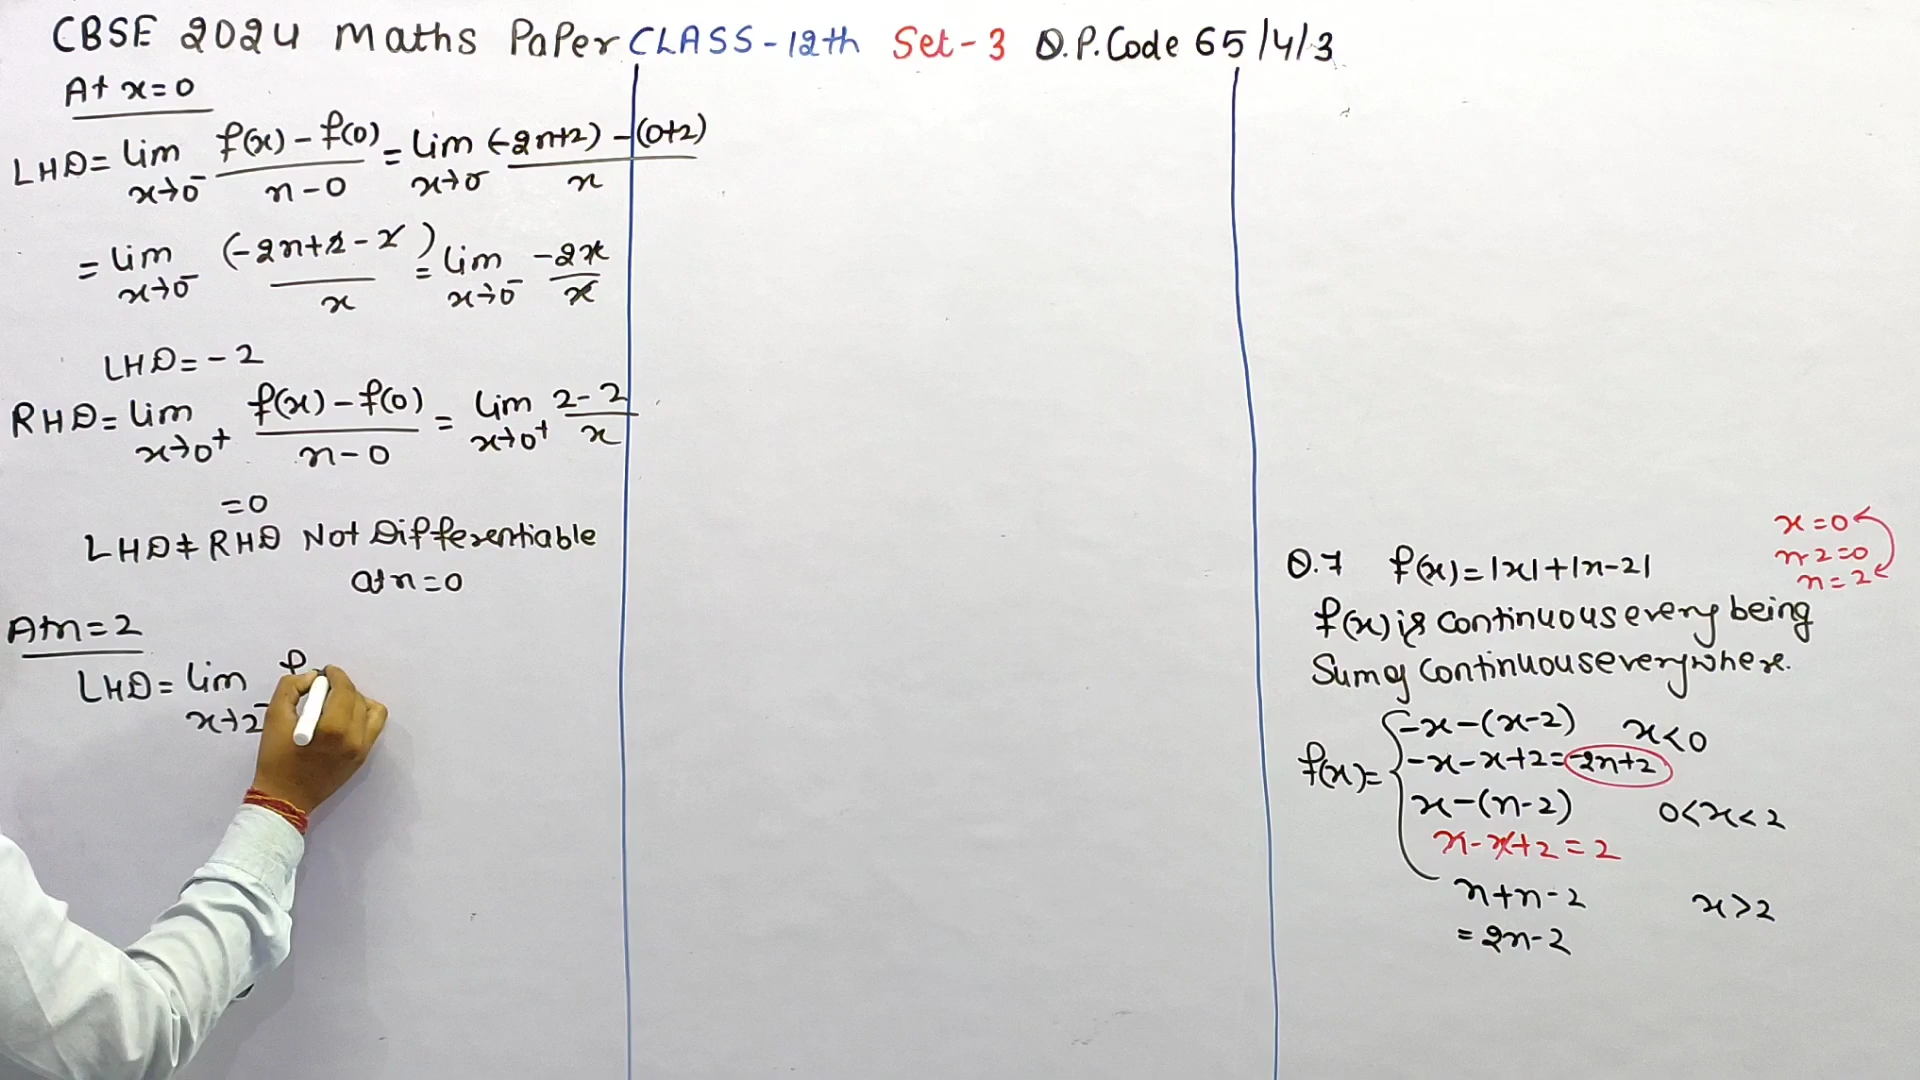 CBSE 2024 Maths Paper CLASS-12th Set-3 Q.P.Code 65/4/3
At x=0
LHD= lim x→0⁻ f(x)-f(0)/n-0 = lim x→0⁻ (-2n+2)-(0+2)/n
= lim x→0⁻ (-2n+2-2)/x = lim x→0⁻ -2x/x
LHD=-2
RHD= lim x→0⁺ f(x)-f(0)/n-0 = lim x→0⁺ 2-2/x
=0
LHD≠RHD Not Differentiable
at n=0
At n=2
LHD= lim x→2⁻ f
Q.7 f(x)=|x|+|n-2|
x=0
n-2=0
n=2
f(x) is continuous every being
Sum of continuous everywhere.
f(x)= { -x-(x-2) x<0
-x-x+2=-2n+2
x-(n-2) 0<x<2
x-x+2=2
n+n-2 x>2
=2n-2